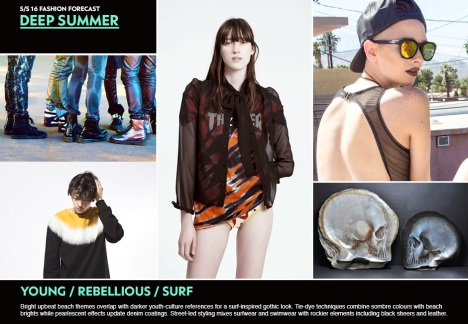 S/S 16 FASHION FORECAST
DEEP SUMMER
YOUNG / REBELLIOUS / SURF
Bright upbeat beach themes overlap with darker youth-culture references for a surf-inspired gothic look. Tie-dye techniques combine sombre colours with beach
brights while pearlescent effects update denim coatings. Street-led styling mixes surfwear and swimwear with rockier elements including black sheers and leather.